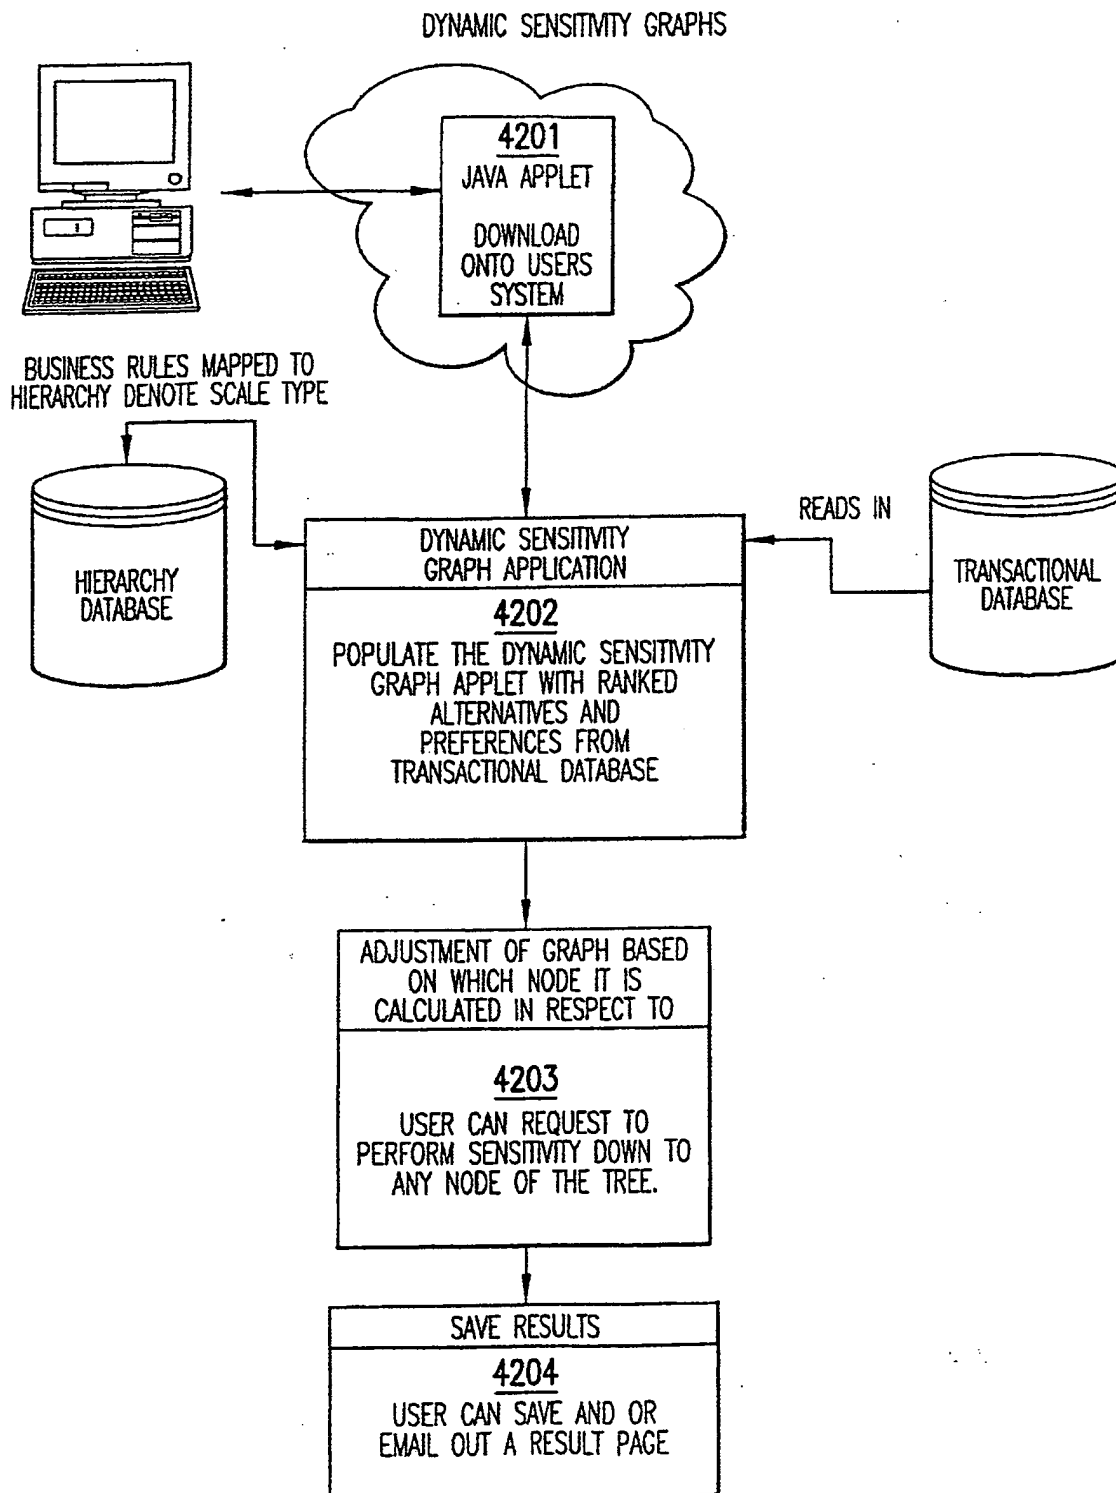 DYNAMIC SENSITIVITY GRAPHS
4201
JAVA APPLET
DOWNLOAD
ONTO USERS
SYSTEM
BUSINESS RULES MAPPED TO
HIERARCHY DENOTE SCALE TYPE
HIERARCHY
DATABASE
READS IN
TRANSACTIONAL
DATABASE
DYNAMIC SENSITIVITY
GRAPH APPLICATION
4202
POPULATE THE DYNAMIC SENSITIVITY
GRAPH APPLET WITH RANKED
ALTERNATIVES AND
PREFERENCES FROM
TRANSACTIONAL DATABASE
ADJUSTMENT OF GRAPH BASED
ON WHICH NODE IT IS
CALCULATED IN RESPECT TO
4203
USER CAN REQUEST TO
PERFORM SENSITIVITY DOWN TO
ANY NODE OF THE TREE.
SAVE RESULTS
4204
USER CAN SAVE AND OR
EMAIL OUT A RESULT PAGE